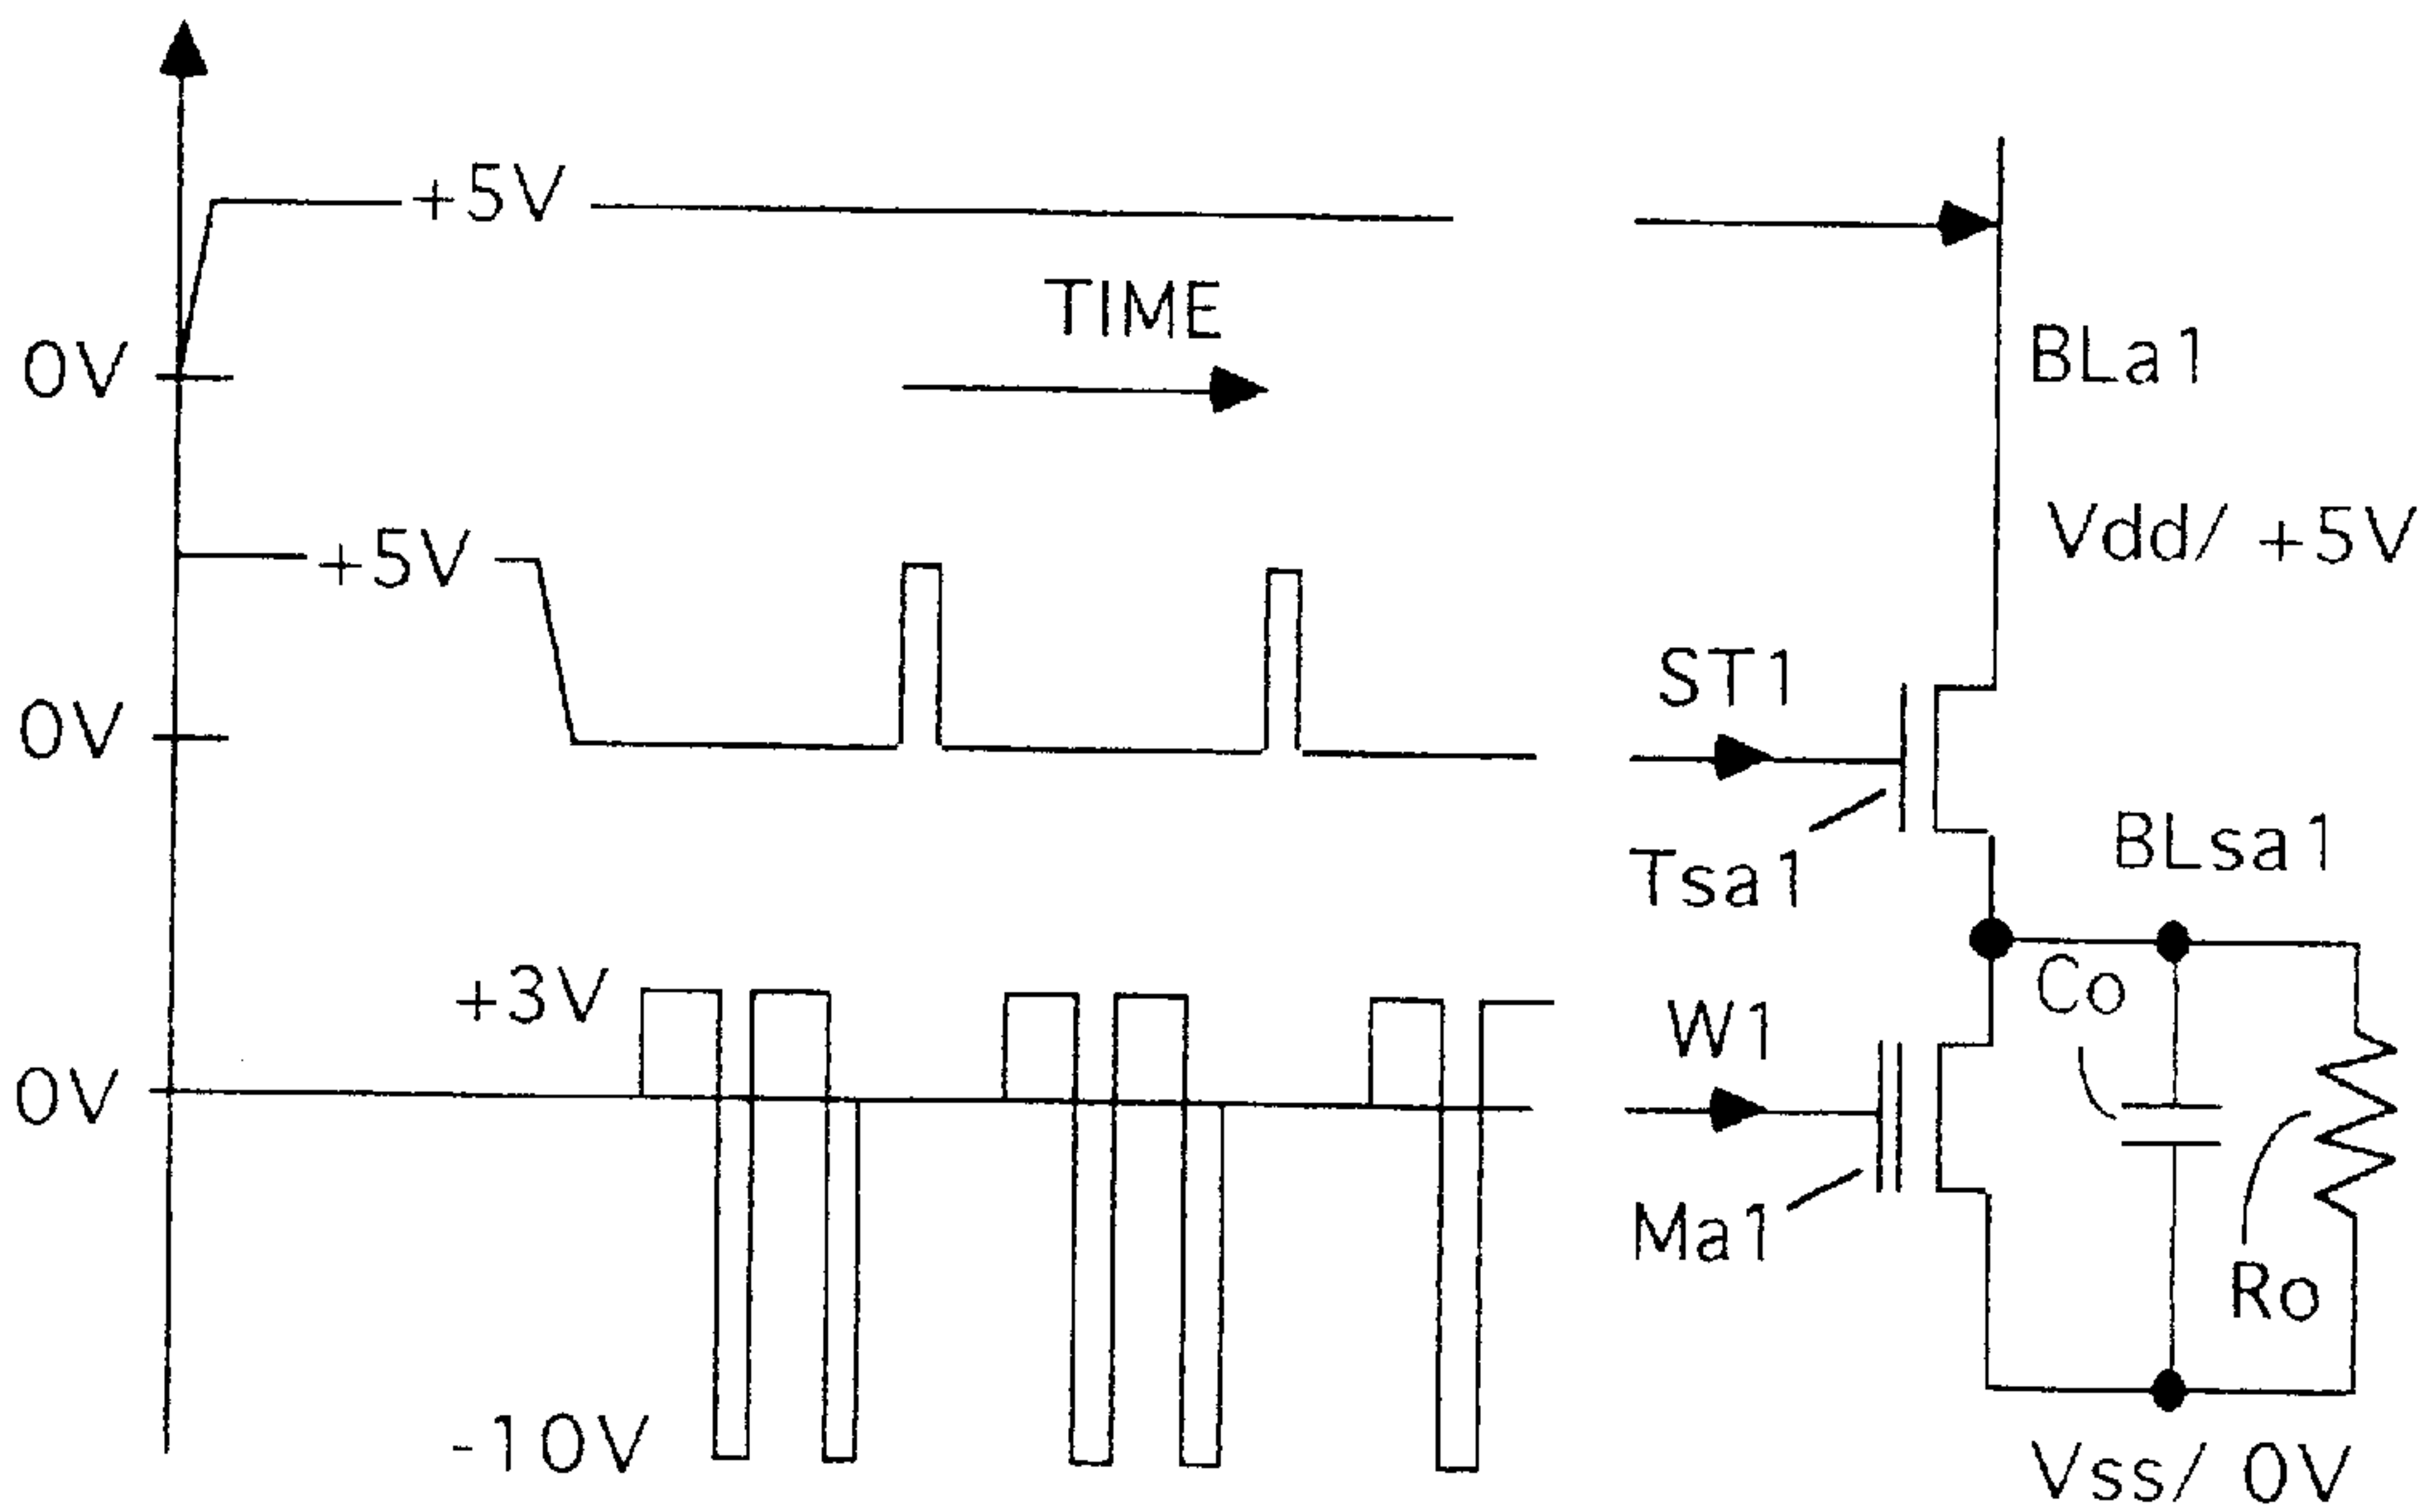 +5V
TIME
0V
BLa1
Vdd/ +5V
+5V
ST1
0V
Tsa1
BLsa1
+3V
Co
W1
0V
Ma1
Ro
-10V
Vss/ 0V